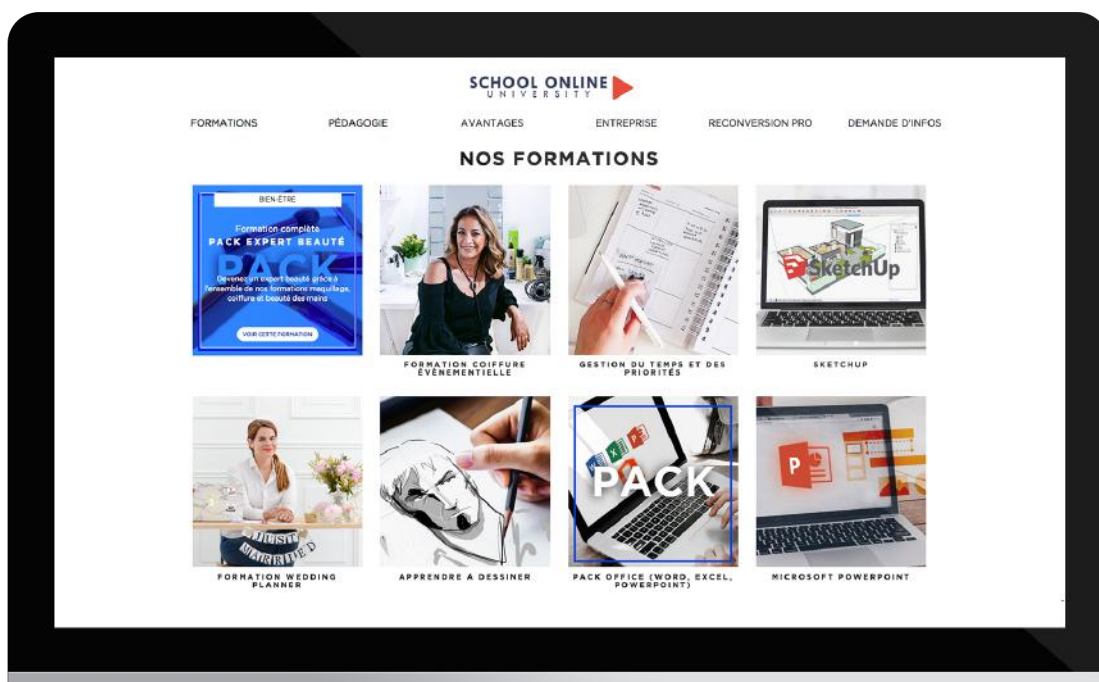 SCHOOL ONLINE
UNIVERSITY
FORMATIONS PÉDAGOGIE AVANTAGES ENTREPRISE RECONVERSION PRO DEMANDE D'INFOS
NOS FORMATIONS
BIEN-ÊTRE
Formation complète
PACK EXPERT BEAUTÉ
PACK
Devenez un expert beauté grâce à
l'ensemble de nos formations maquillage,
coiffure et beauté des mains
VOIR CETTE FORMATION
SketchUp
FORMATION COIFFURE
ÉVÈNEMENTIELLE
GESTION DU TEMPS ET DES
PRIORITÉS
SKETCHUP
JUST
MARRIED
W X P
PACK
P
FORMATION WEDDING
PLANNER
APPRENDRE A DESSINER
PACK OFFICE (WORD, EXCEL,
POWERPOINT)
MICROSOFT POWERPOINT